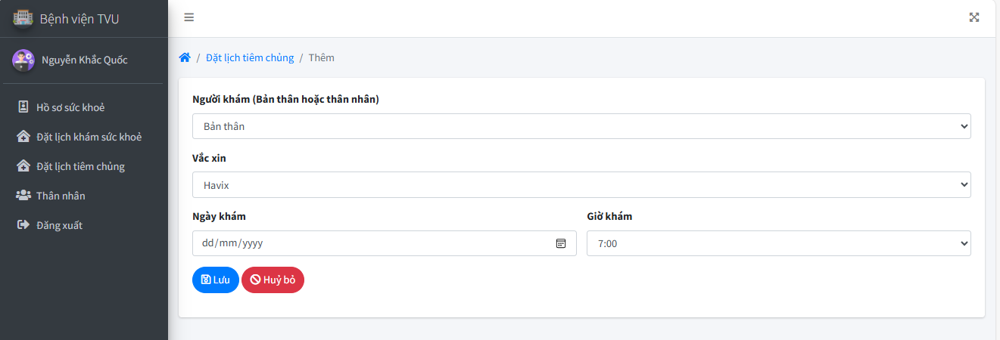 Bệnh viện TVU
Nguyễn Khắc Quốc
Hồ sơ sức khoẻ
Đặt lịch khám sức khoẻ
Đặt lịch tiêm chủng
Thân nhân
Đăng xuất
/ Đặt lịch tiêm chủng / Thêm
Người khám (Bản thân hoặc thân nhân)
Bản thân
Vắc xin
Havix
Ngày khám
Giờ khám
dd/mm/yyyy
7:00
Lưu
Huỷ bỏ